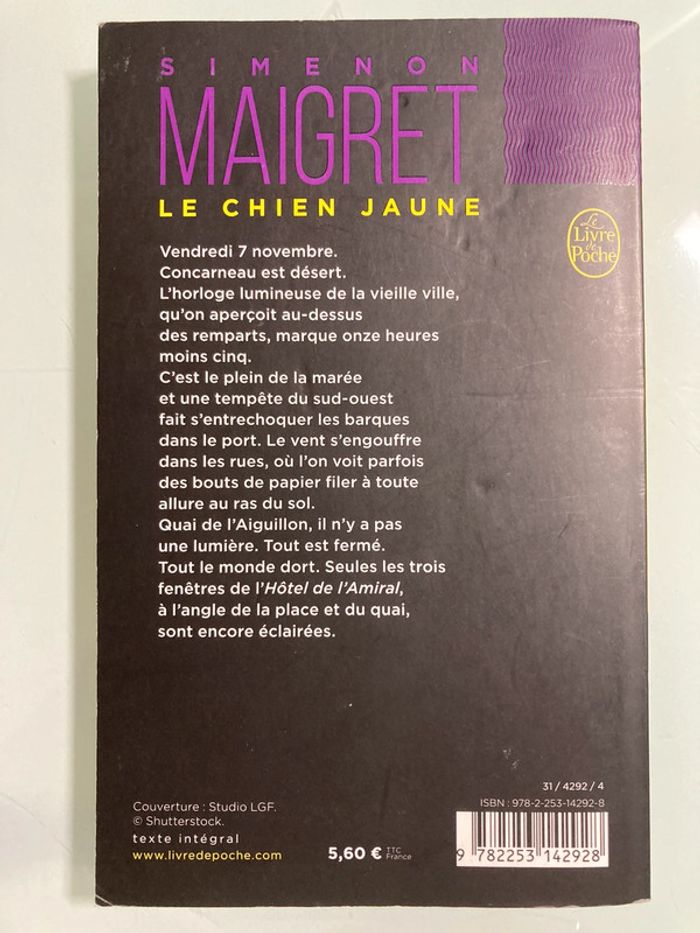 SIMENON
MAIGRET
LE CHIEN JAUNE
Le
Livre
de
Poche
Vendredi 7 novembre.
Concarneau est désert.
L'horloge lumineuse de la vieille ville,
qu'on aperçoit au-dessus
des remparts, marque onze heures
moins cinq.
C'est le plein de la marée
et une tempête du sud-ouest
fait s'entrechoquer les barques
dans le port. Le vent s'engouffre
dans les rues, où l'on voit parfois
des bouts de papier filer à toute
allure au ras du sol.
Quai de l'Aiguillon, il n'y a pas
une lumière. Tout est fermé.
Tout le monde dort. Seules les trois
fenêtres de l'Hôtel de l'Amiral,
à l'angle de la place et du quai,
sont encore éclairées.
Couverture : Studio LGF.
© Shutterstock.
texte intégral
www.livredepoche.com
5,60 € TTC
France
31 / 4292 / 4
ISBN : 978-2-253-14292-8
9 782253 142928